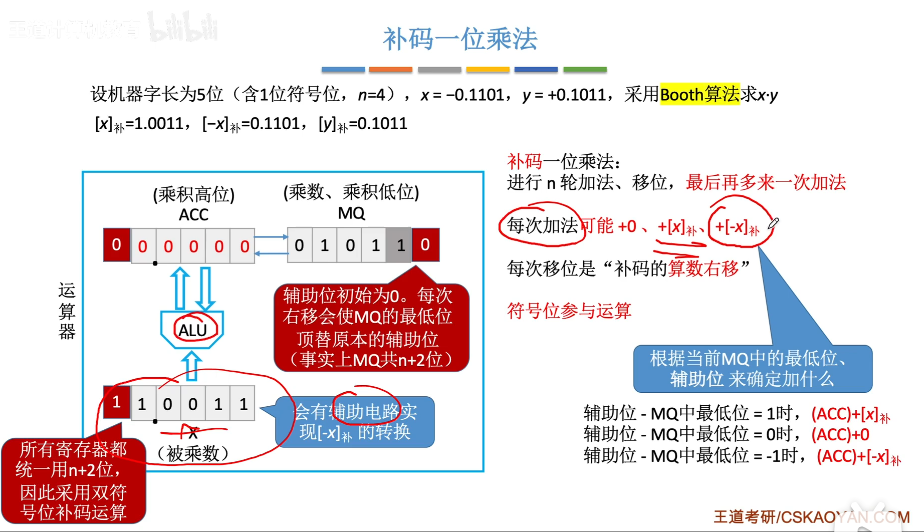 补码一位乘法
bilibili
设机器字长为5位（含1位符号位，n=4），x = −0.1101，y = +0.1011，采用Booth算法求x·y
[x]补=1.0011，[−x]补=0.1101，[y]补=0.1011
(乘积高位)
ACC
(乘数、乘积低位)
MQ
0 0 0 0 0 0
0 1 0 1 1 0
运算器
ALU
辅助位初始为0。每次
右移会使MQ的最低位
顶替原本的辅助位
（事实上MQ共n+2位）
1 1 0 0 1 1
X
(被乘数)
会有辅助电路实
现[-x]补 的转换
所有寄存器都
统一用n+2位，
因此采用双符
号位补码运算
补码一位乘法：
进行 n 轮加法、移位，最后再多来一次加法
每次加法可能 +0 、+[x]补、+[-x]补
每次移位是“补码的算数右移”
符号位参与运算
根据当前MQ中的最低位、
辅助位 来确定加什么
辅助位 - MQ中最低位 = 1时，(ACC)+[x]补
辅助位 - MQ中最低位 = 0时，(ACC)+0
辅助位 - MQ中最低位 = -1时，(ACC)+[-x]补
王道考研/CSKAOYAN.COM